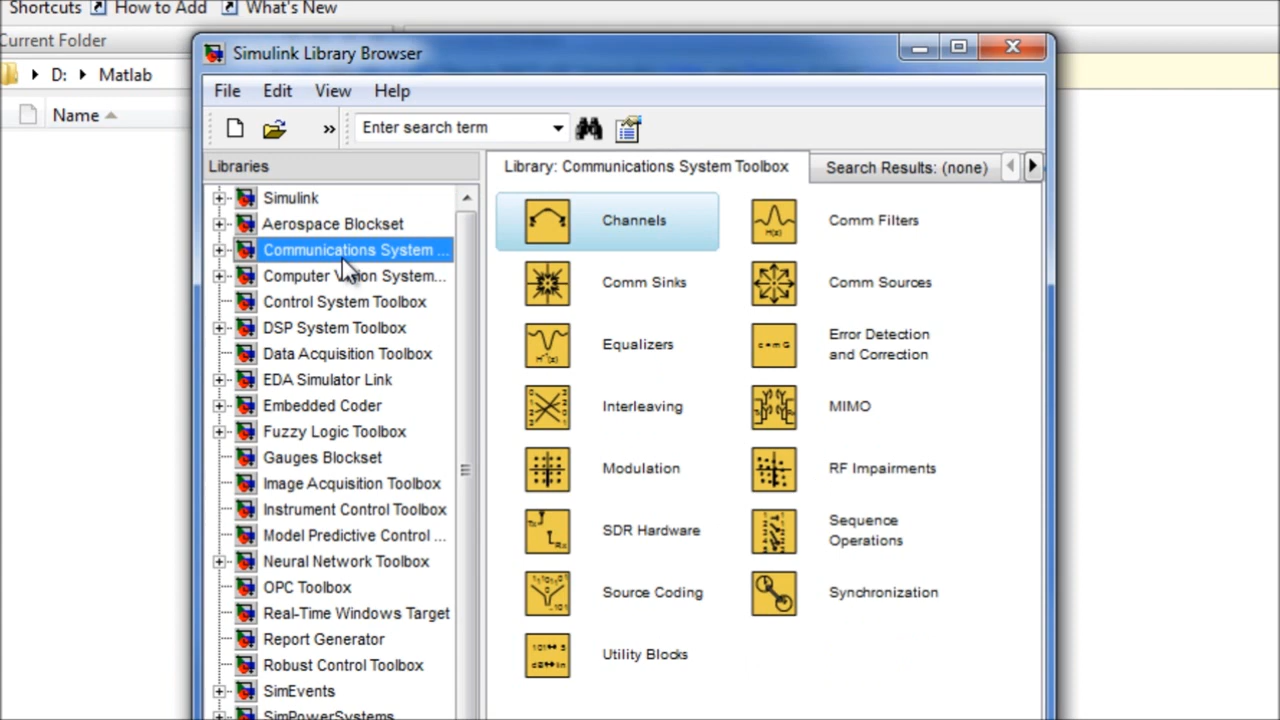 Shortcuts How to Add What's New
Current Folder
D: Matlab
Name
Simulink Library Browser
File Edit View Help
» Enter search term
Libraries
Simulink
Aerospace Blockset
Communications System ...
Computer Vision System...
Control System Toolbox
DSP System Toolbox
Data Acquisition Toolbox
EDA Simulator Link
Embedded Coder
Fuzzy Logic Toolbox
Gauges Blockset
Image Acquisition Toolbox
Instrument Control Toolbox
Model Predictive Control ...
Neural Network Toolbox
OPC Toolbox
Real-Time Windows Target
Report Generator
Robust Control Toolbox
SimEvents
SimPowerSystems
Library: Communications System Toolbox
Search Results: (none)
Channels
Comm Filters
H(z)
Comm Sinks
Comm Sources
Equalizers
Error Detection
and Correction
Interleaving
MIMO
Modulation
RF Impairments
SDR Hardware
Tx
Rx
Sequence
Operations
Source Coding
Synchronization
Utility Blocks